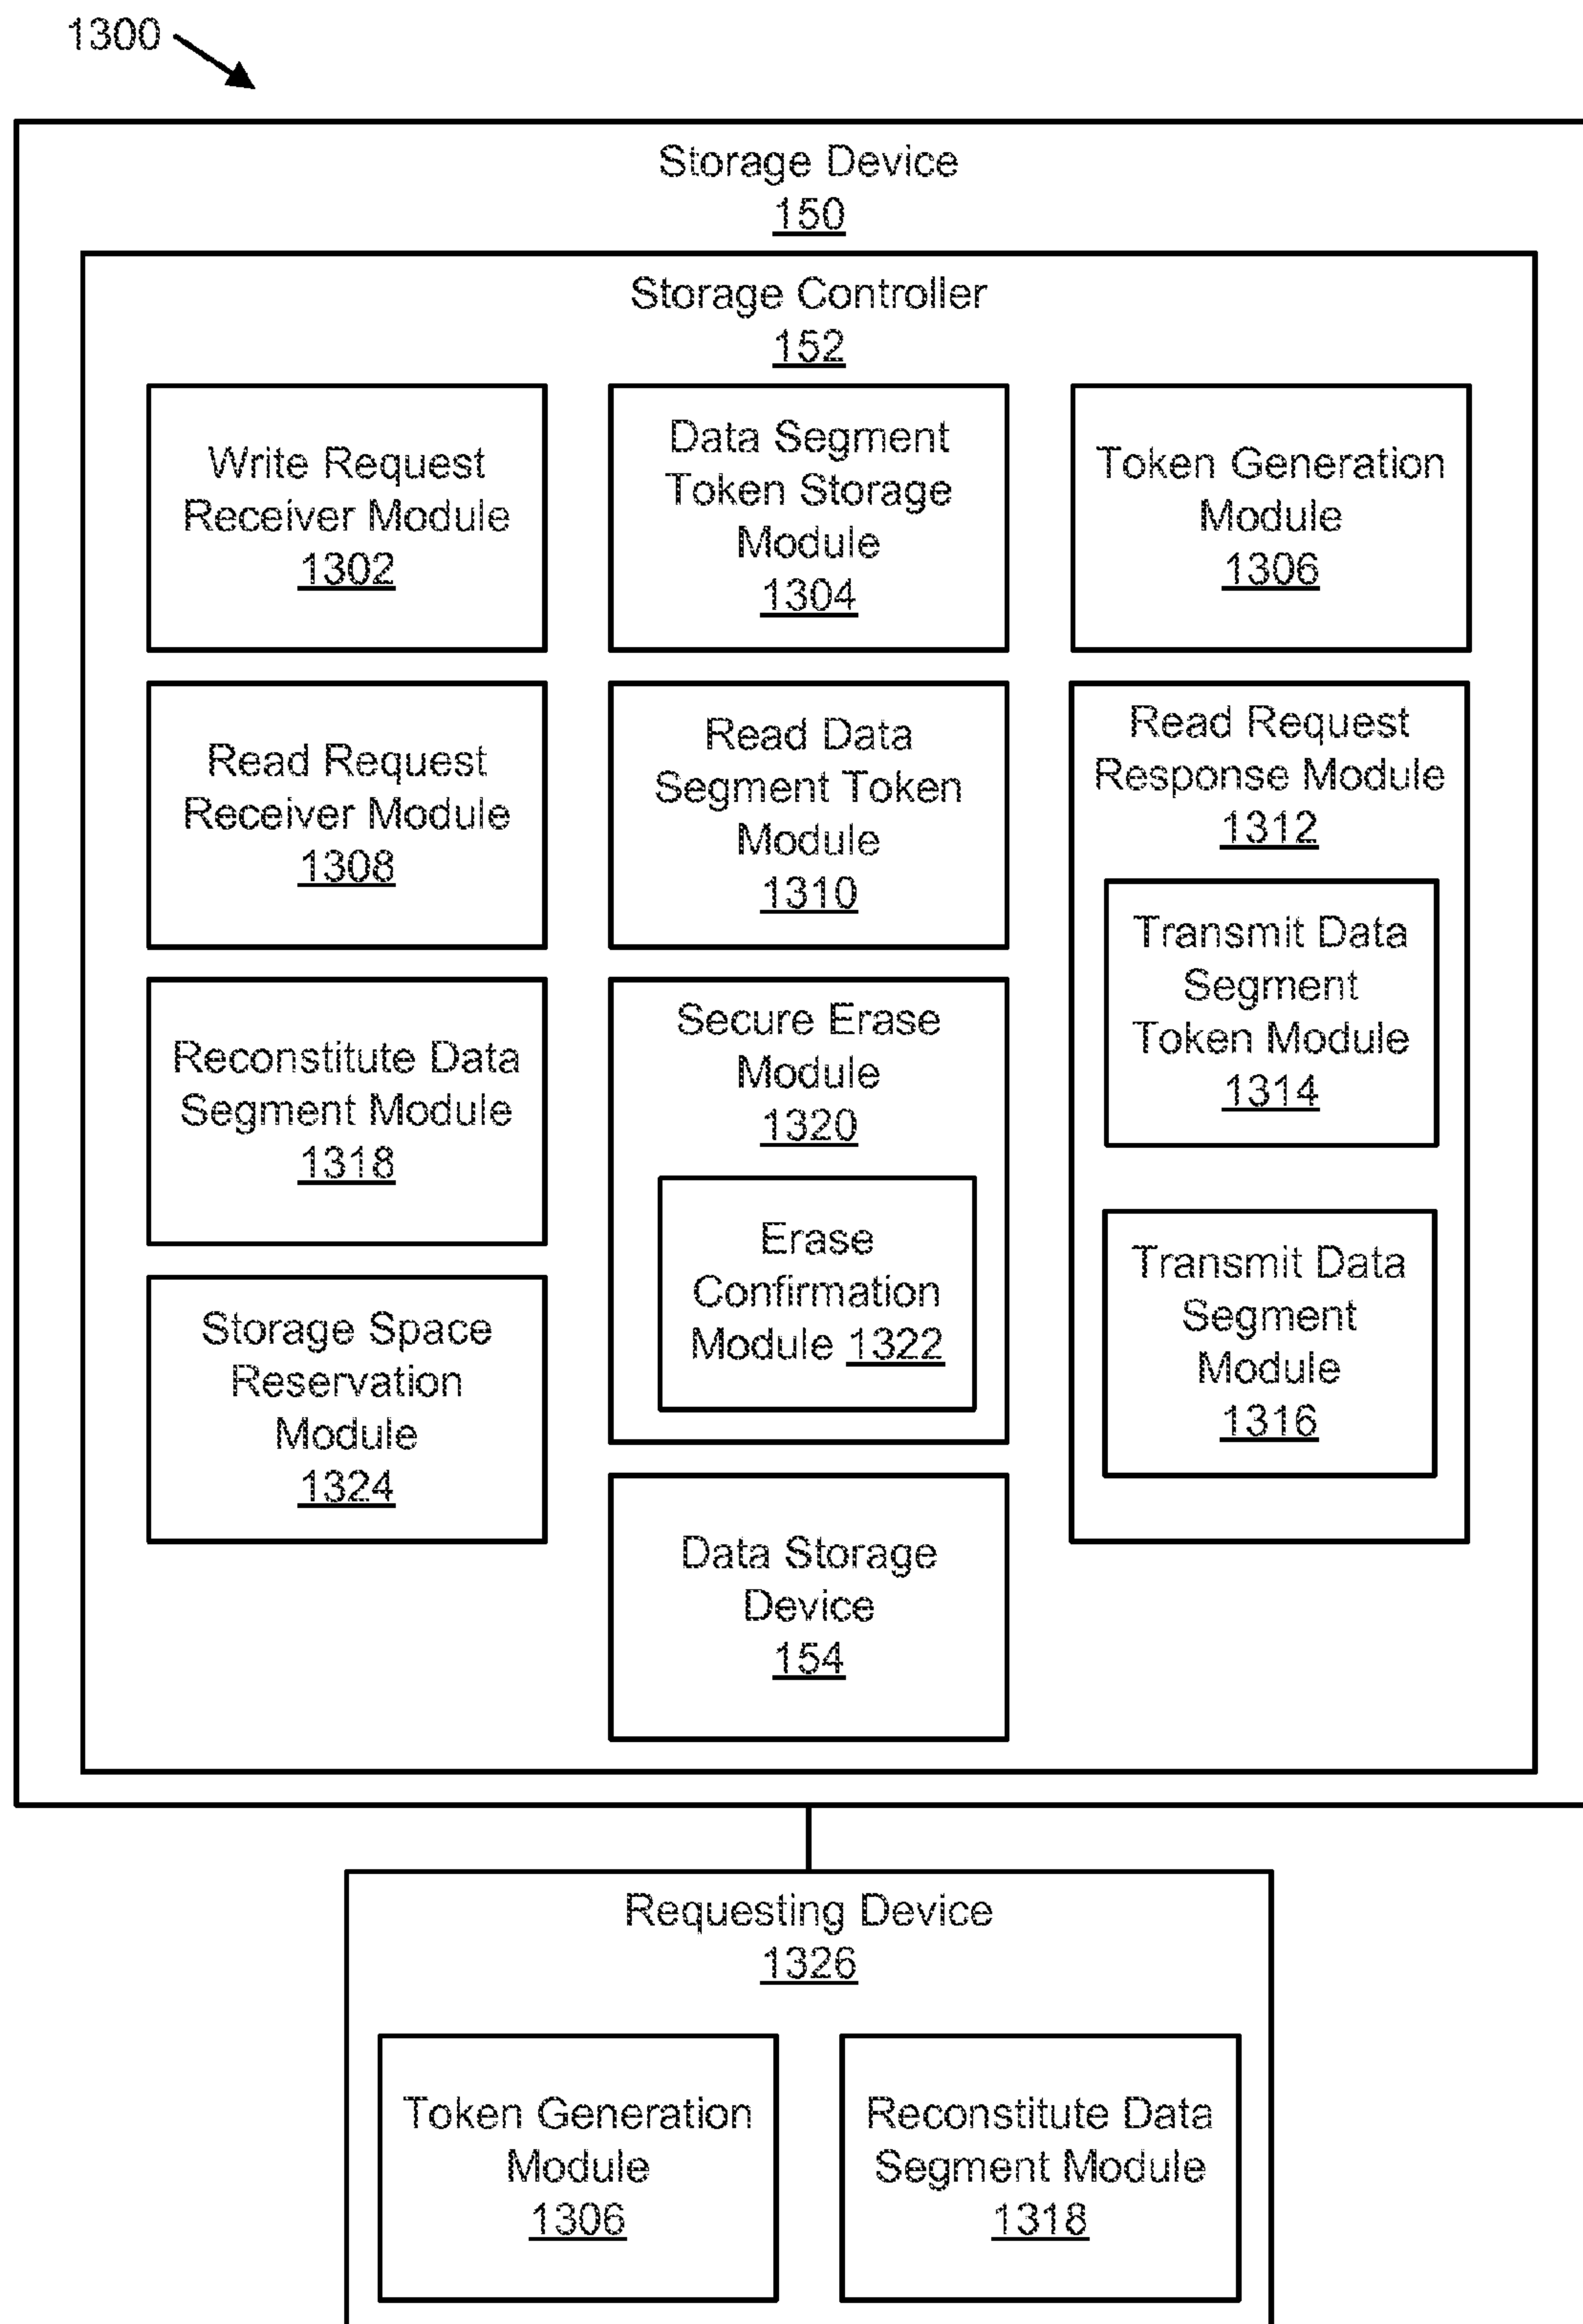 1300
Storage Device
150
Storage Controller
152
Write Request
Receiver Module
1302
Data Segment
Token Storage
Module
1304
Token Generation
Module
1306
Read Request
Receiver Module
1308
Read Data
Segment Token
Module
1310
Read Request
Response Module
1312
Transmit Data
Segment
Token Module
1314
Transmit Data
Segment
Module
1316
Reconstitute Data
Segment Module
1318
Secure Erase
Module
1320
Erase
Confirmation
Module 1322
Storage Space
Reservation
Module
1324
Data Storage
Device
154
Requesting Device
1326
Token Generation
Module
1306
Reconstitute Data
Segment Module
1318